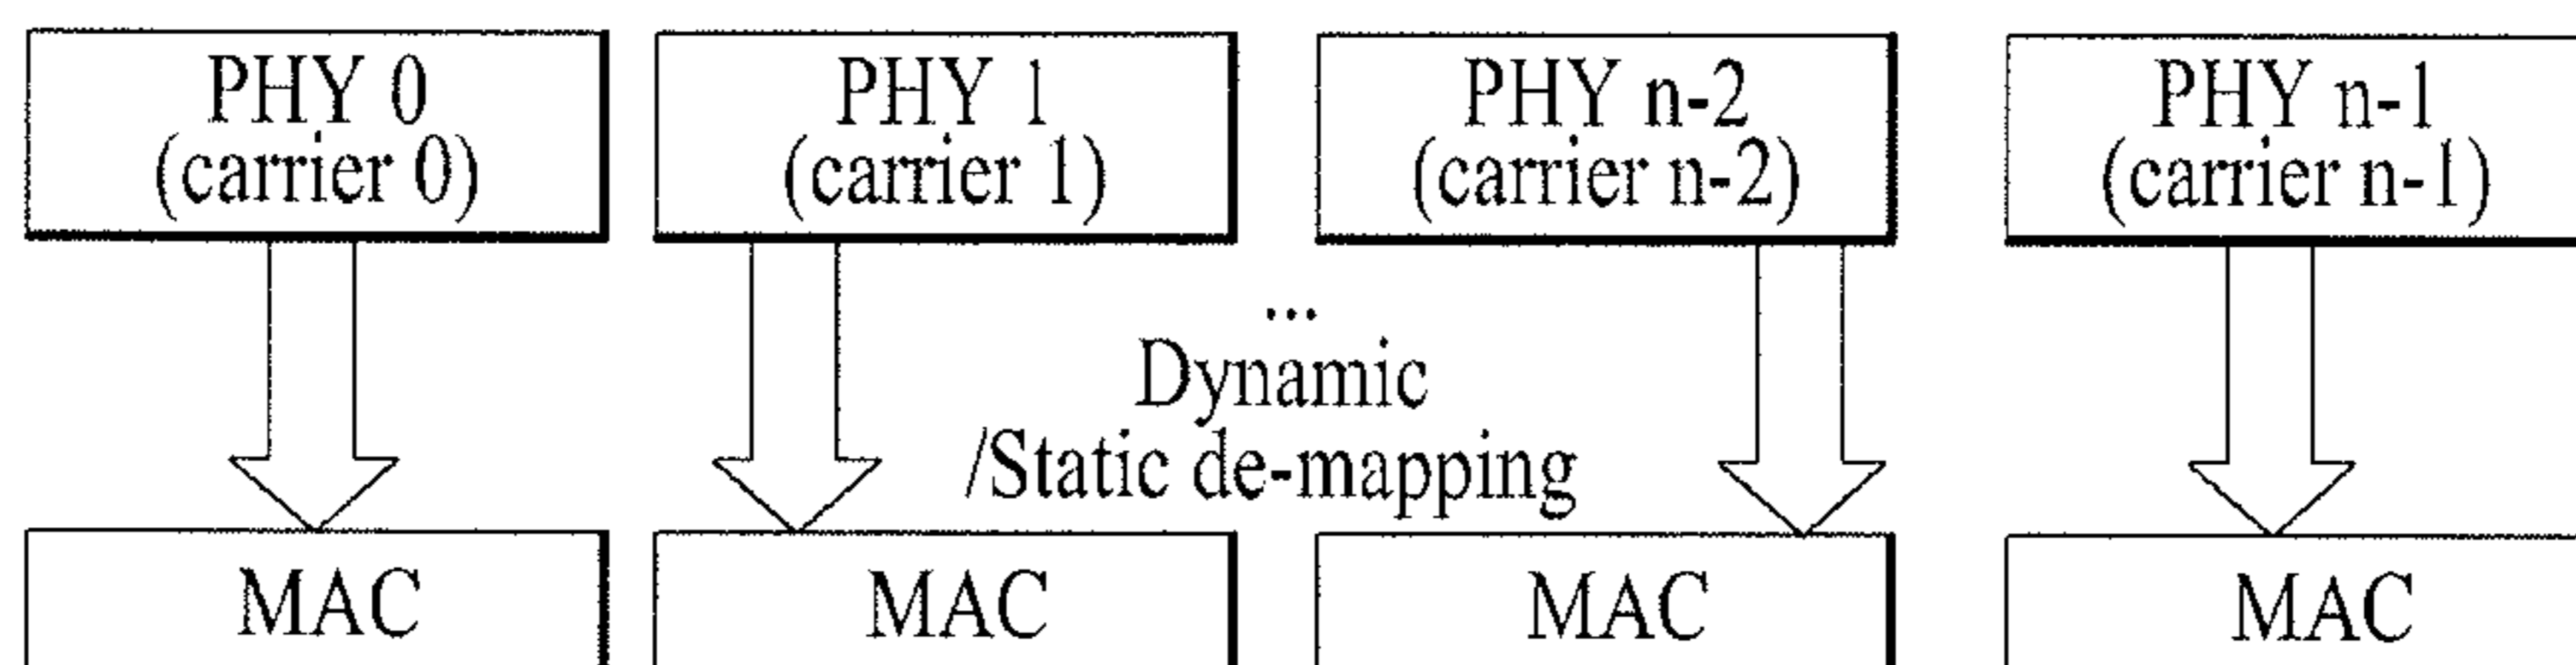 PHY 0
(carrier 0)
PHY 1
(carrier 1)
PHY n-2
(carrier n-2)
PHY n-1
(carrier n-1)
...
Dynamic
/Static de-mapping
MAC
MAC
MAC
MAC